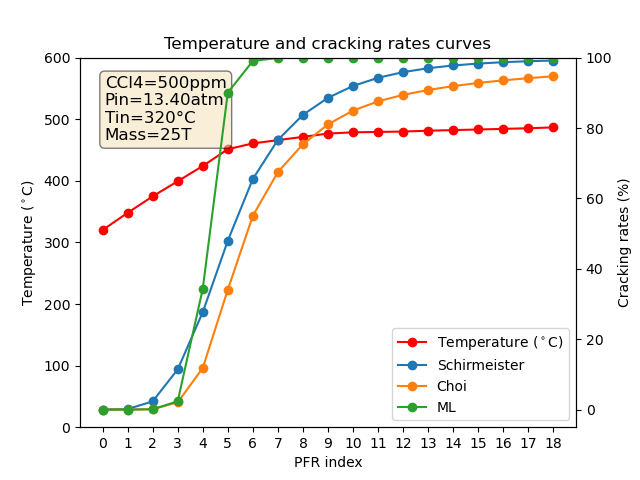 Temperature and cracking rates curves
CCl4=500ppm
Pin=13.40atm
Tin=320°C
Mass=25T
600
500
400
300
200
100
0
Temperature (°C)
100
80
60
40
20
0
Cracking rates (%)
Temperature (°C)
Schirmeister
Choi
ML
0 1 2 3 4 5 6 7 8 9 10 11 12 13 14 15 16 17 18
PFR index